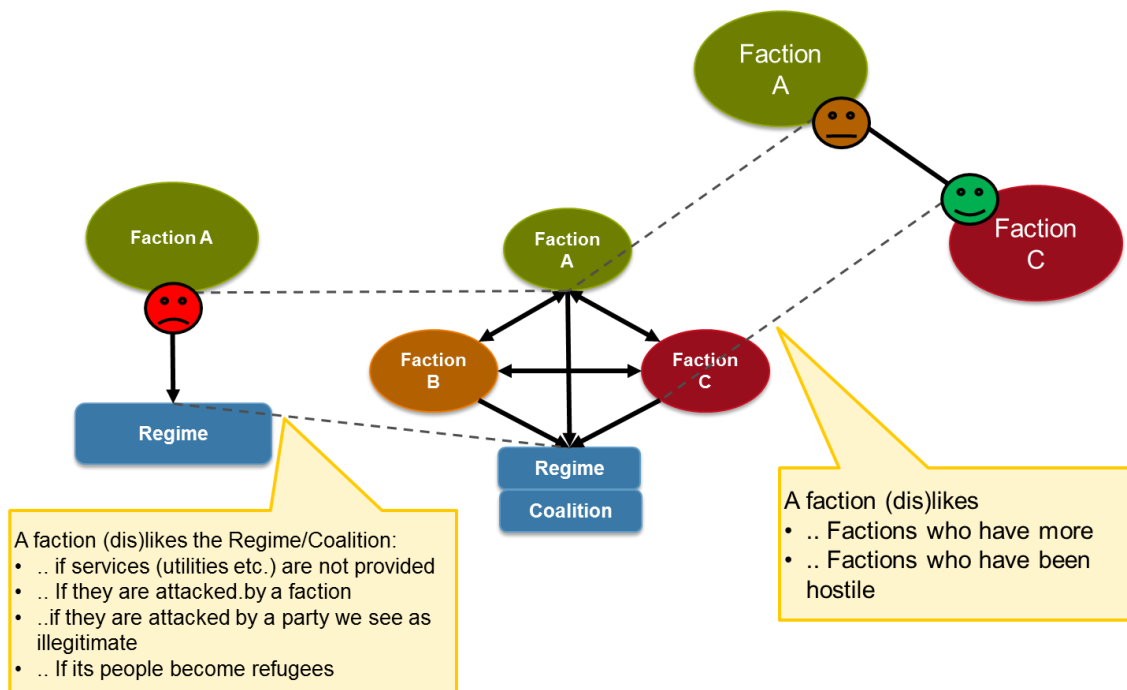 Faction
A
Faction A
Faction
A
Faction
C
Faction
B
Faction
C
Regime
Regime
Coalition
A faction (dis)likes the Regime/Coalition:
• .. if services (utilities etc.) are not provided
• .. If they are attacked.by a faction
• ..if they are attacked by a party we see as
illegitimate
• .. If its people become refugees
A faction (dis)likes
• .. Factions who have more
• .. Factions who have been
hostile